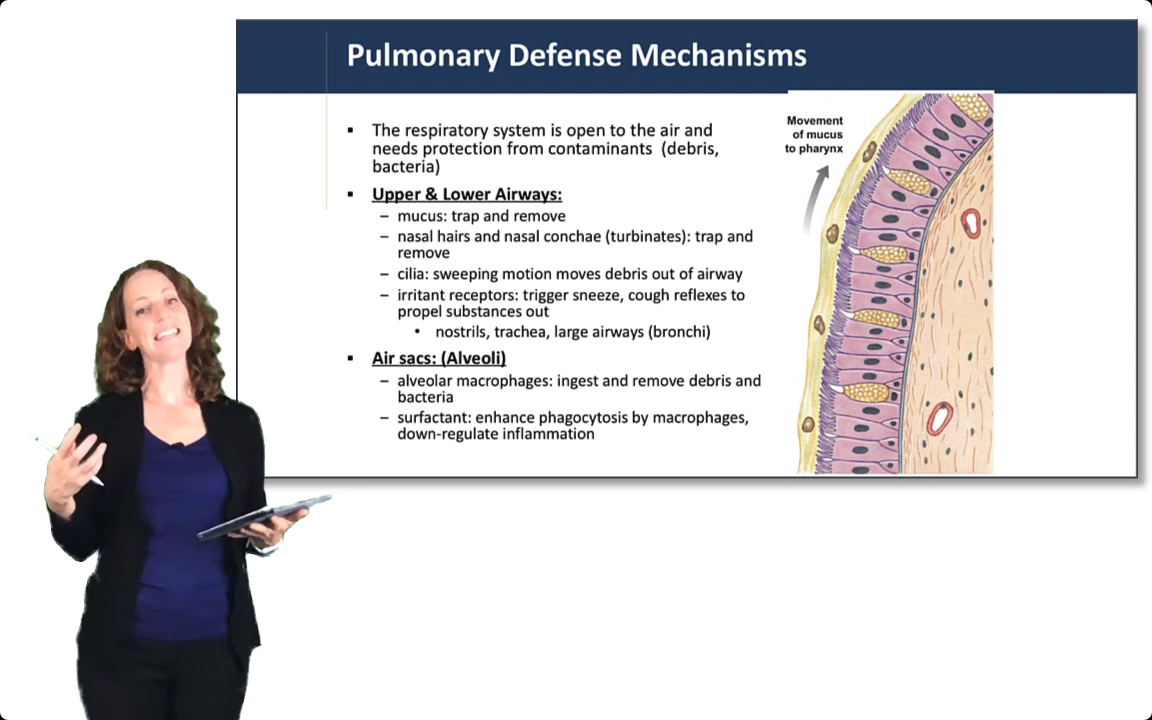 Pulmonary Defense Mechanisms
▪ The respiratory system is open to the air and
needs protection from contaminants (debris,
bacteria)
▪ Upper & Lower Airways:
– mucus: trap and remove
– nasal hairs and nasal conchae (turbinates): trap and
remove
– cilia: sweeping motion moves debris out of airway
– irritant receptors: trigger sneeze, cough reflexes to
propel substances out
• nostrils, trachea, large airways (bronchi)
▪ Air sacs: (Alveoli)
– alveolar macrophages: ingest and remove debris and
bacteria
– surfactant: enhance phagocytosis by macrophages,
down-regulate inflammation
Movement
of mucus
to pharynx